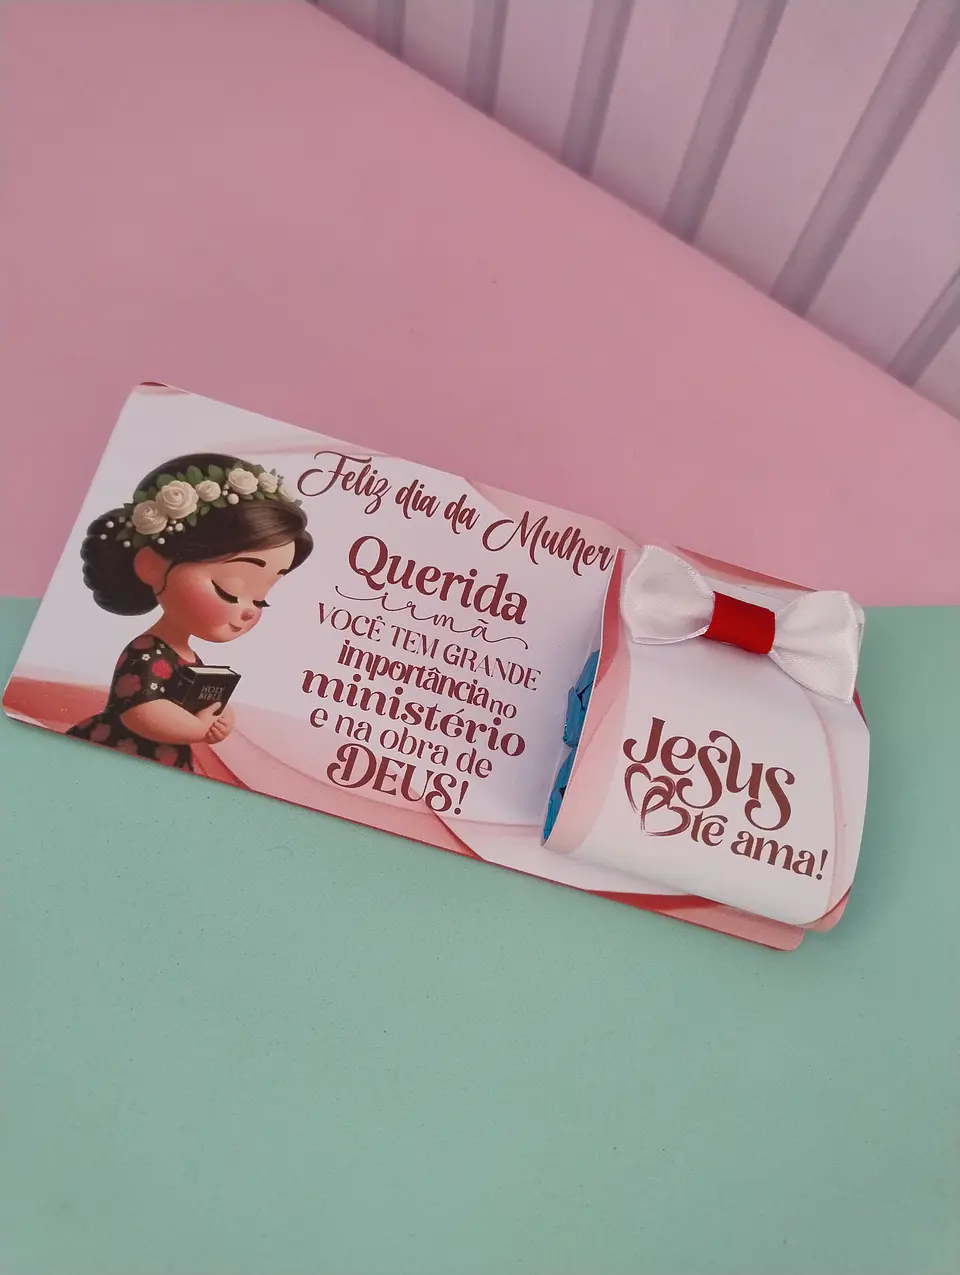 Feliz dia da Mulher
Querida
irmã
VOCÊ TEM GRANDE
importância no
ministério
e na obra de
DEUS!
HOLY
BIBLE
Jesus
te ama!